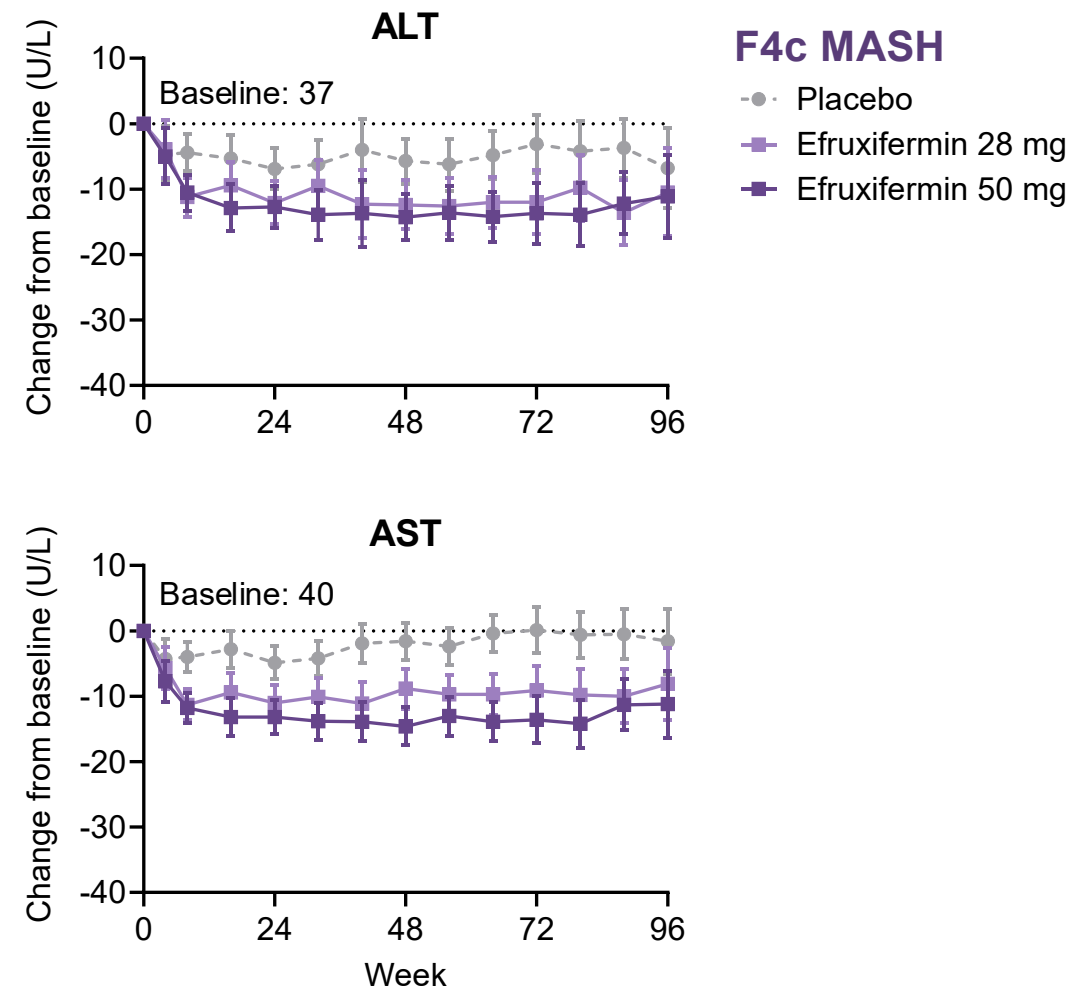 ALT
F4c MASH
Placebo
Efruxifermin 28 mg
Efruxifermin 50 mg
Change from baseline (U/L)
Baseline: 37
10
0
-10
-20
-30
-40
0 24 48 72 96
AST
Change from baseline (U/L)
Baseline: 40
10
0
-10
-20
-30
-40
0 24 48 72 96
Week